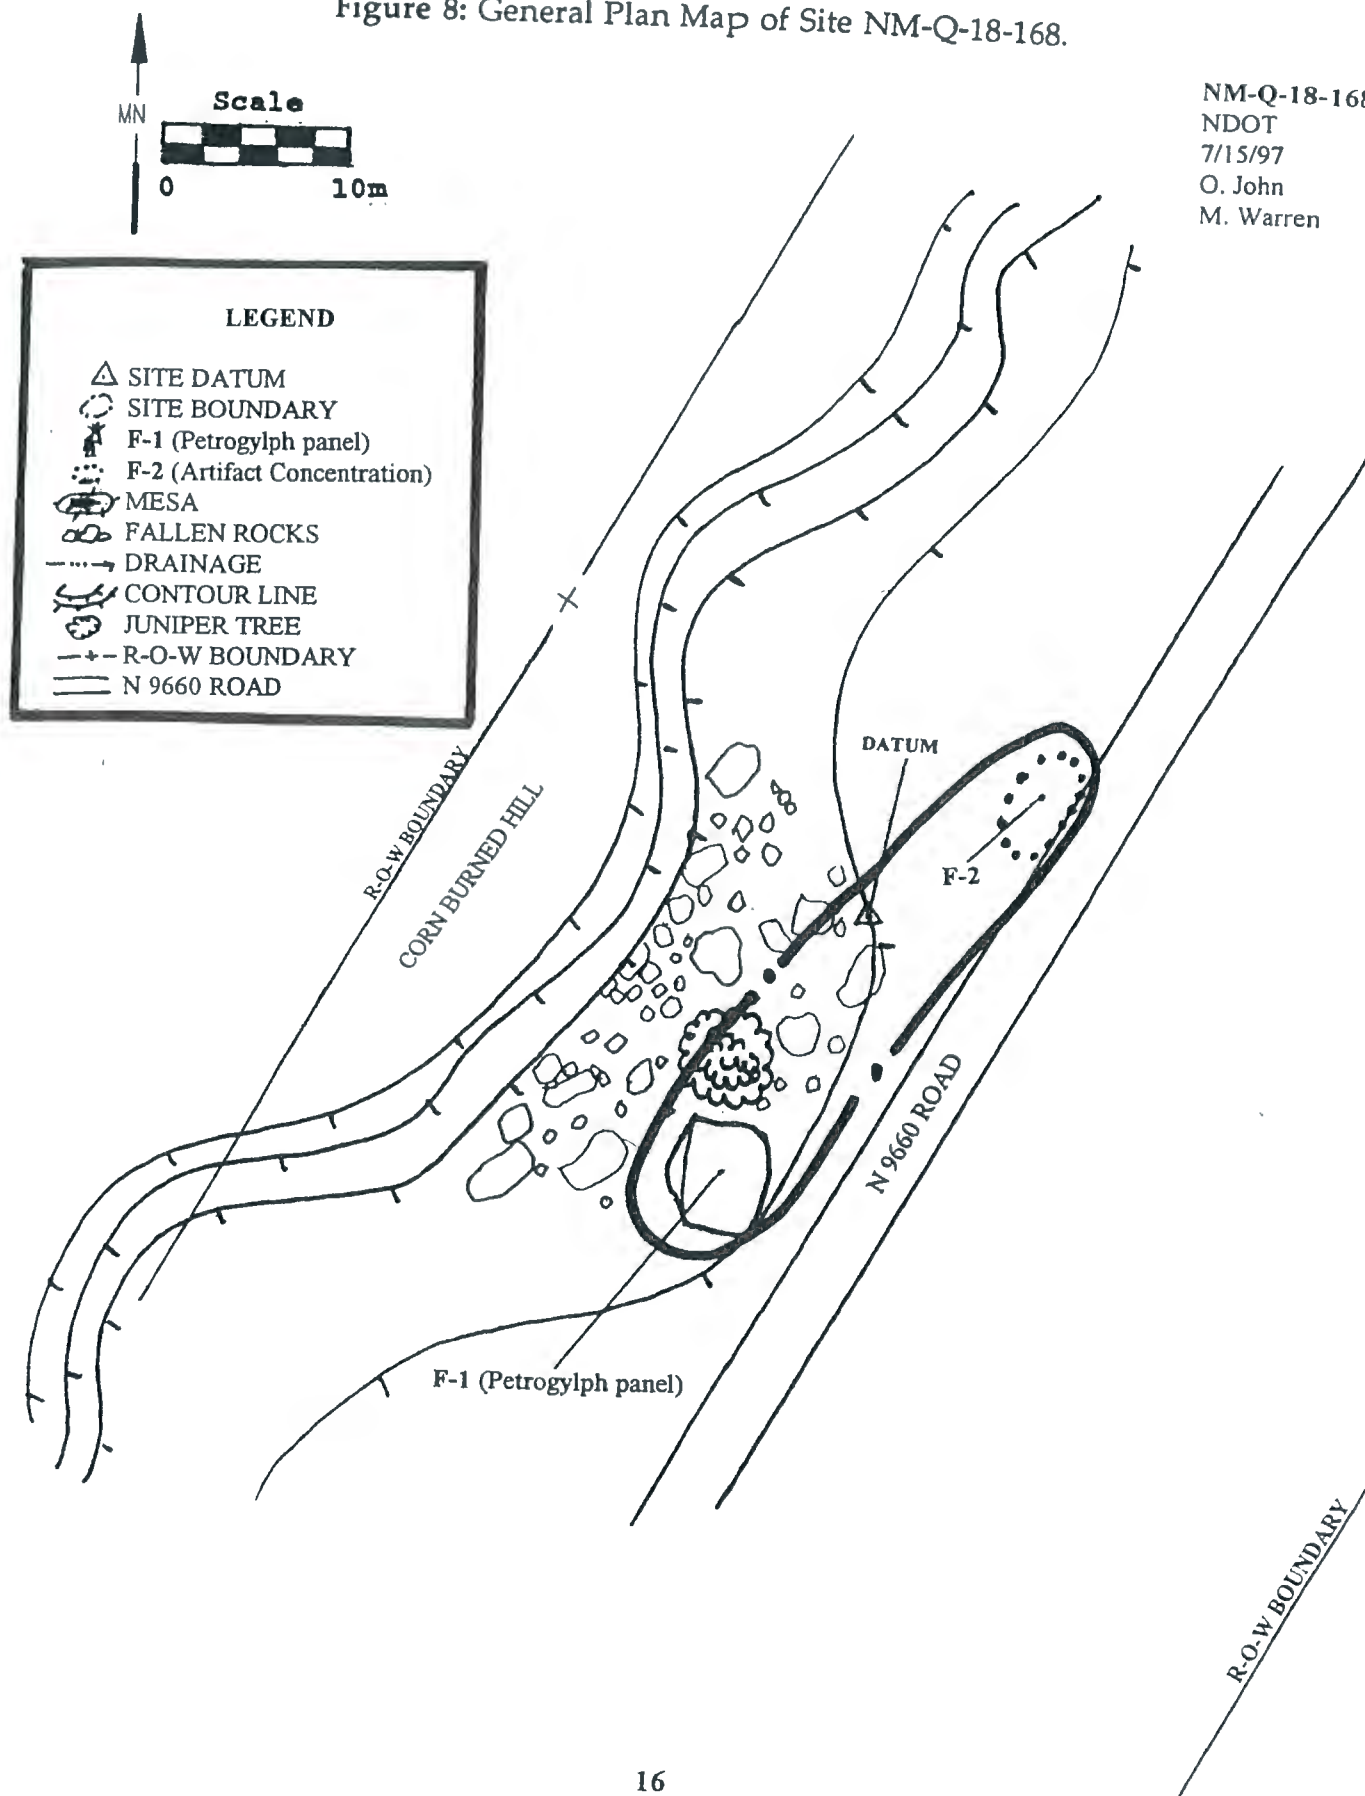 Figure 8: General Plan Map of Site NM-Q-18-168.
MN
Scale
0 10m
NM-Q-18-168
NDOT
7/15/97
O. John
M. Warren
LEGEND
SITE DATUM
SITE BOUNDARY
F-1 (Petrogylph panel)
F-2 (Artifact Concentration)
MESA
FALLEN ROCKS
DRAINAGE
CONTOUR LINE
JUNIPER TREE
R-O-W BOUNDARY
N 9660 ROAD
R-O-W BOUNDARY
CORN BURNED HILL
DATUM
F-2
N 9660 ROAD
F-1 (Petrogylph panel)
R-O-W BOUNDARY
16